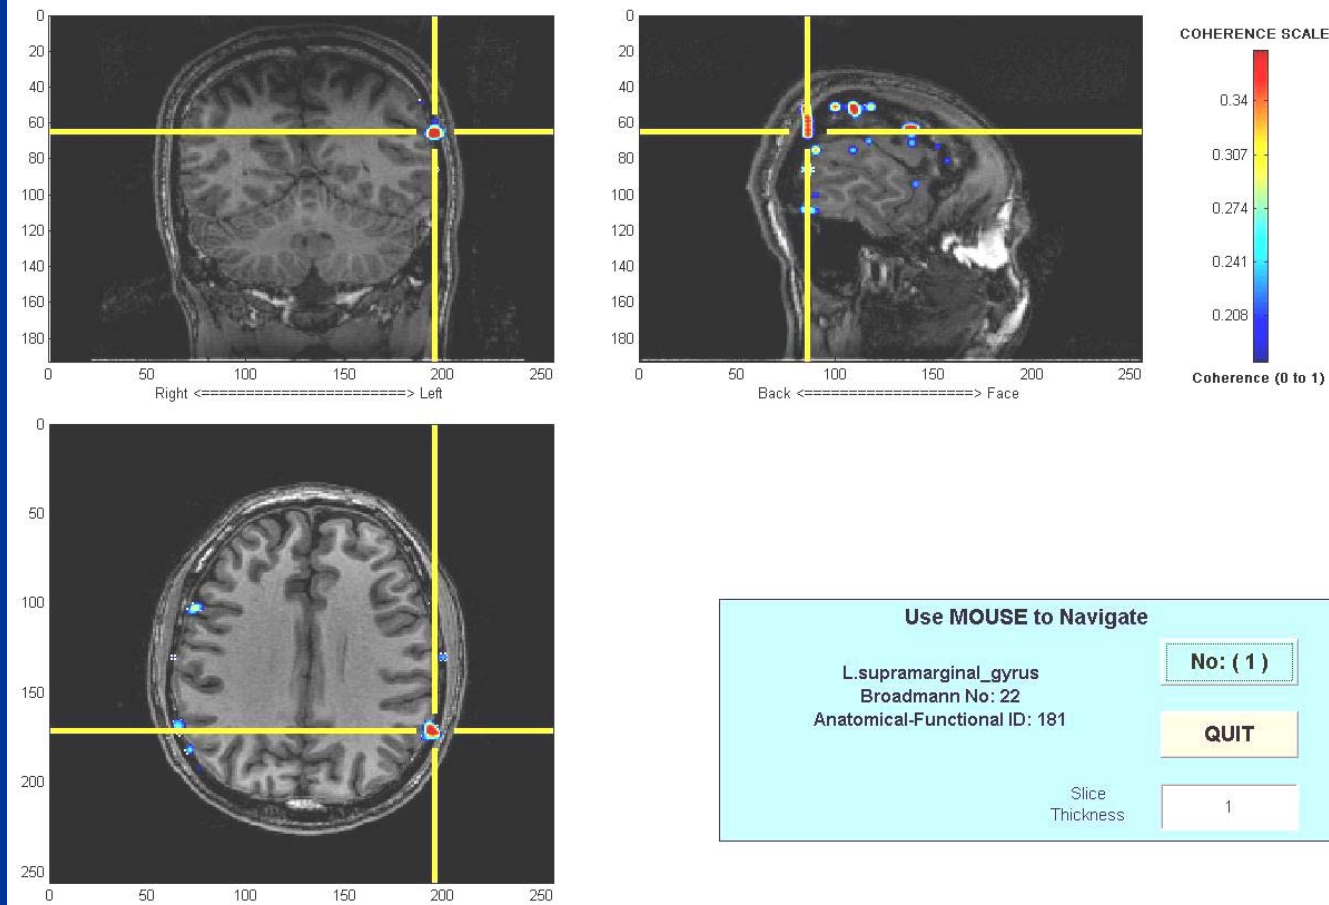 0
20
40
60
80
100
120
140
160
180
0 50 100 150 200 250
Right <======================> Left
0
20
40
60
80
100
120
140
160
180
0 50 100 150 200 250
Back <==================> Face
COHERENCE SCALE
0.34
0.307
0.274
0.241
0.208
Coherence (0 to 1)
0
50
100
150
200
250
0 50 100 150 200 250
Use MOUSE to Navigate
L.supramarginal_gyrus
Broadmann No: 22
Anatomical-Functional ID: 181
No: ( 1 )
QUIT
Slice
Thickness
1